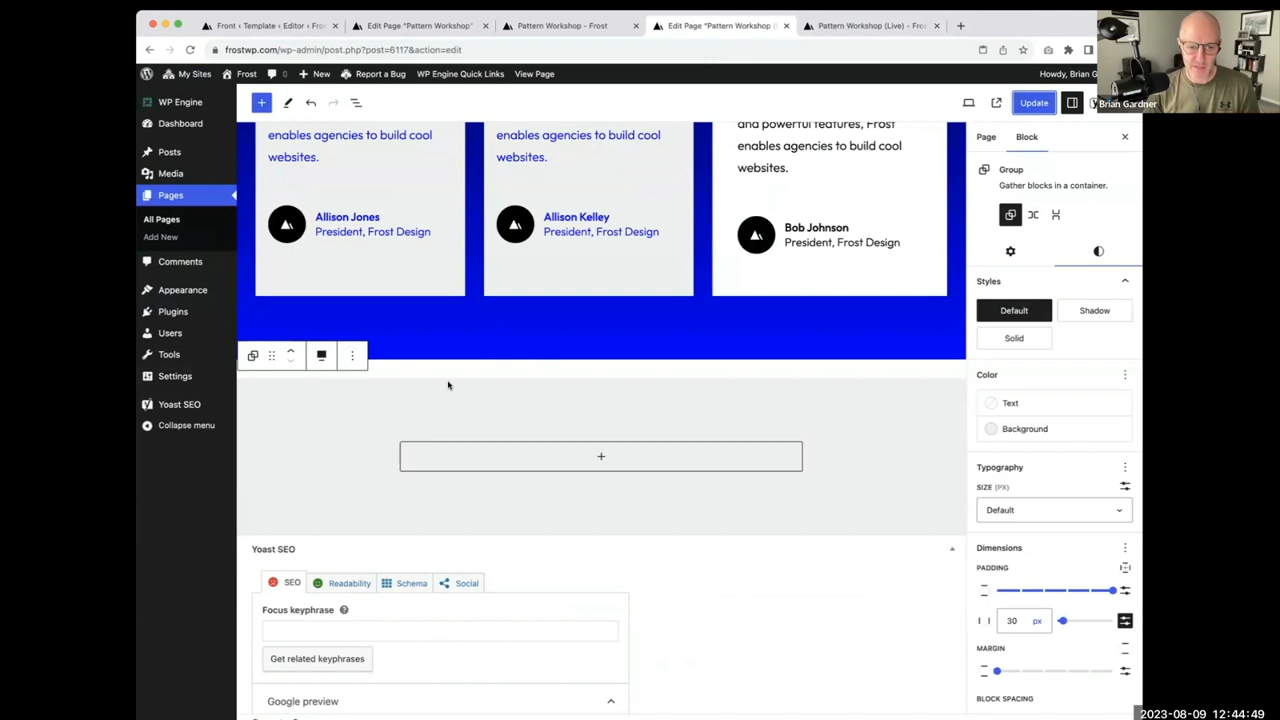 Front ‹ Template ‹ Editor ‹ Fros
Edit Page "Pattern Workshop"
Pattern Workshop - Frost
Edit Page "Pattern Workshop (
Pattern Workshop (Live) - Fros
frostwp.com/wp-admin/post.php?post=6117&action=edit
My Sites
Frost
0
New
Report a Bug
WP Engine Quick Links
View Page
Howdy, Brian G
Brian Gardner
WP Engine
Dashboard
Posts
Media
Pages
All Pages
Add New
Comments
Appearance
Plugins
Users
Tools
Settings
Yoast SEO
Collapse menu
Update
enables agencies to build cool
websites.
Allison Jones
President, Frost Design
enables agencies to build cool
websites.
Allison Kelley
President, Frost Design
and powerful features, Frost
enables agencies to build cool
websites.
Bob Johnson
President, Frost Design
Yoast SEO
SEO
Readability
Schema
Social
Focus keyphrase
Get related keyphrases
Google preview
Page
Block
Group
Gather blocks in a container.
Styles
Default
Shadow
Solid
Color
Text
Background
Typography
SIZE (PX)
Default
Dimensions
PADDING
30 px
MARGIN
BLOCK SPACING
2023-08-09 12:44:49